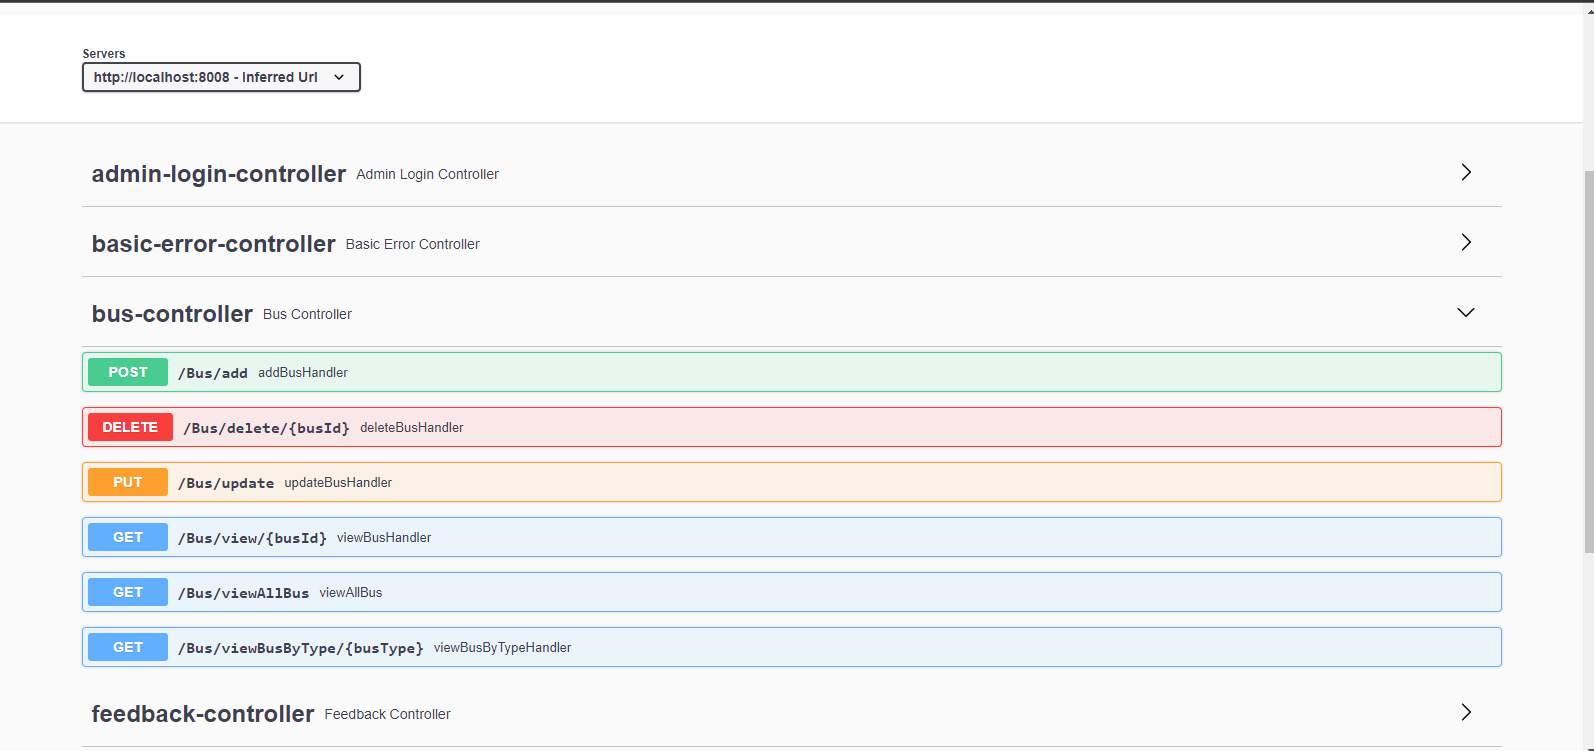 Servers
http://localhost:8008 - Inferred Url
admin-login-controller Admin Login Controller
basic-error-controller Basic Error Controller
bus-controller Bus Controller
POST /Bus/add addBusHandler
DELETE /Bus/delete/{busId} deleteBusHandler
PUT /Bus/update updateBusHandler
GET /Bus/view/{busId} viewBusHandler
GET /Bus/viewAllBus viewAllBus
GET /Bus/viewBusByType/{busType} viewBusByTypeHandler
feedback-controller Feedback Controller